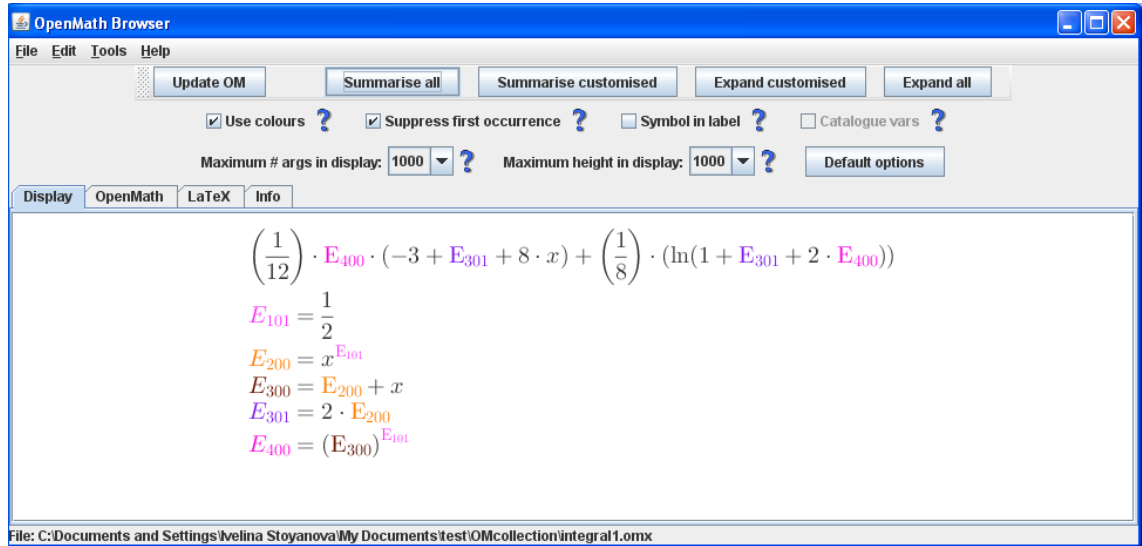 OpenMath Browser
File Edit Tools Help
Update OM Summarise all Summarise customised Expand customised Expand all
Use colours ? Suppress first occurrence ? Symbol in label ? Catalogue vars ?
Maximum # args in display: 1000 ? Maximum height in display: 1000 ? Default options
Display OpenMath LaTeX Info
(1/12) · E₄₀₀ · (−3 + E₃₀₁ + 8 · x) + (1/8) · (ln(1 + E₃₀₁ + 2 · E₄₀₀))
E₁₀₁ = 1/2
E₂₀₀ = x^E₁₀₁
E₃₀₀ = E₂₀₀ + x
E₃₀₁ = 2 · E₂₀₀
E₄₀₀ = (E₃₀₀)^E₁₀₁
File: C:\Documents and Settings\Ivelina Stoyanova\My Documents\test\OMcollection\integral1.omx